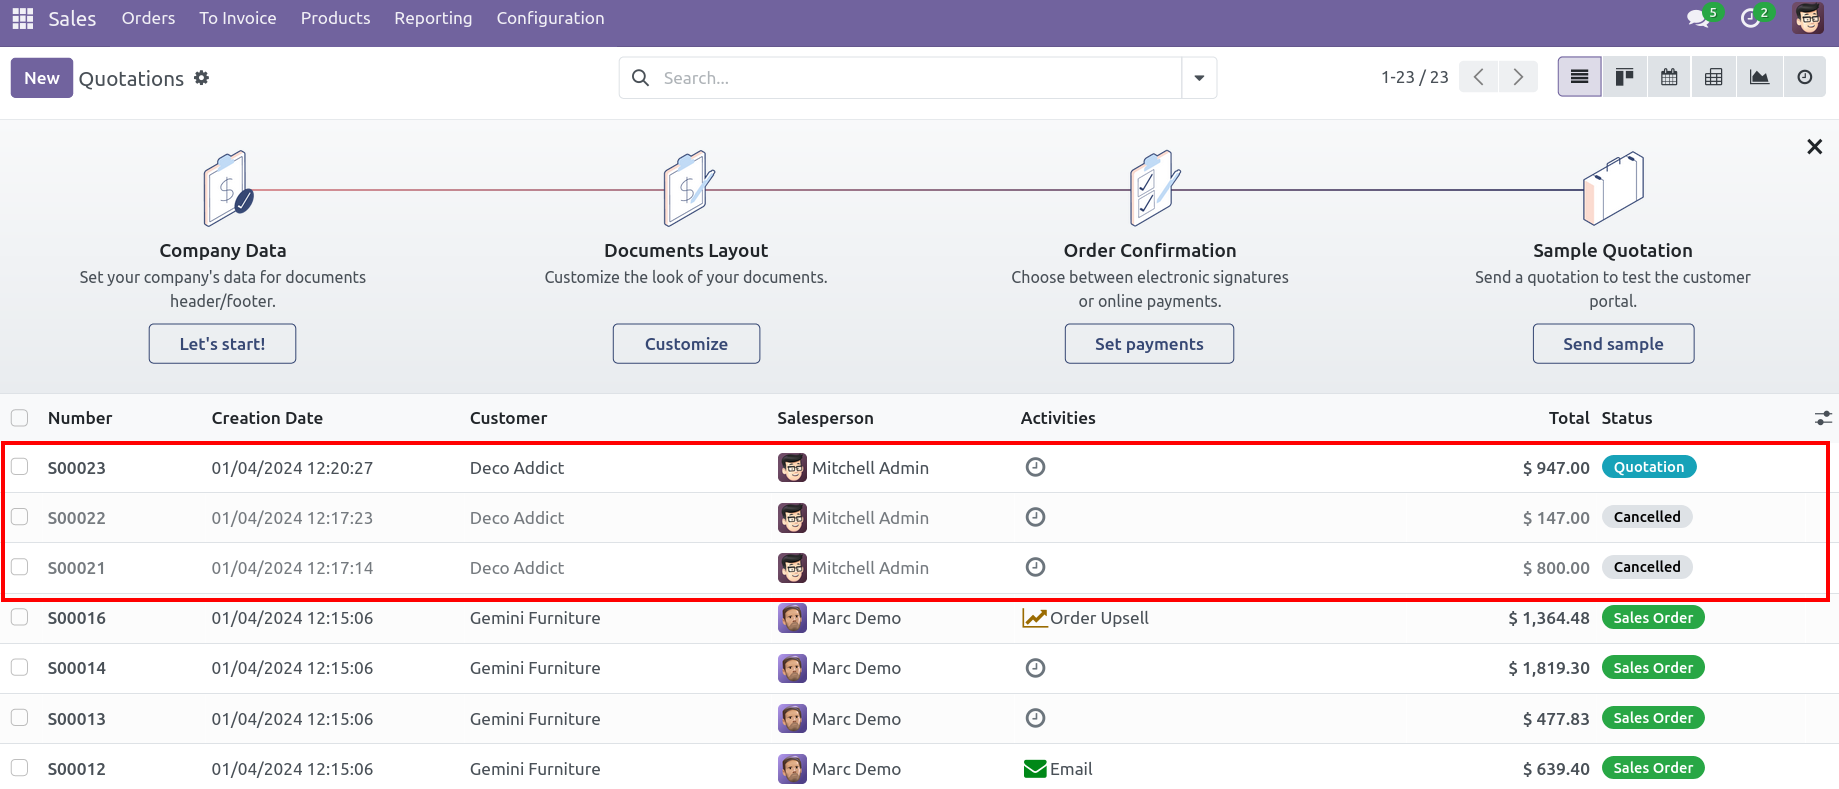 Sales Orders To Invoice Products Reporting Configuration 5 2
New Quotations Search... 1-23 / 23
Company Data Documents Layout Order Confirmation Sample Quotation
Set your company's data for documents Customize the look of your documents. Choose between electronic signatures Send a quotation to test the customer
header/footer. or online payments. portal.
Let's start! Customize Set payments Send sample
Number Creation Date Customer Salesperson Activities Total Status
S00023 01/04/2024 12:20:27 Deco Addict Mitchell Admin $ 947.00 Quotation
S00022 01/04/2024 12:17:23 Deco Addict Mitchell Admin $ 147.00 Cancelled
S00021 01/04/2024 12:17:14 Deco Addict Mitchell Admin $ 800.00 Cancelled
S00016 01/04/2024 12:15:06 Gemini Furniture Marc Demo Order Upsell $ 1,364.48 Sales Order
S00014 01/04/2024 12:15:06 Gemini Furniture Marc Demo $ 1,819.30 Sales Order
S00013 01/04/2024 12:15:06 Gemini Furniture Marc Demo $ 477.83 Sales Order
S00012 01/04/2024 12:15:06 Gemini Furniture Marc Demo Email $ 639.40 Sales Order